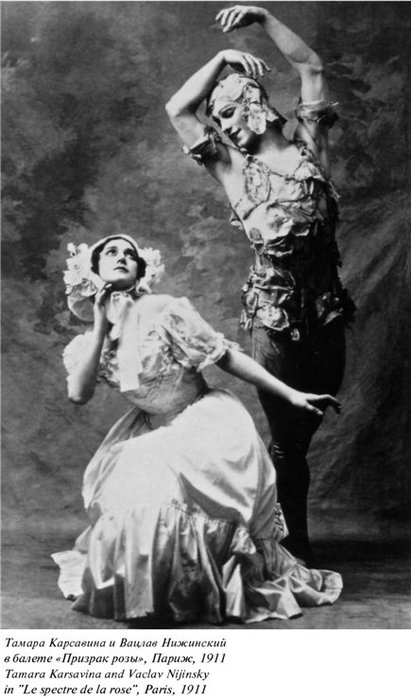 Тамара Карсавина и Вацлав Нижинский
в балете «Призрак розы», Париж, 1911
Tamara Karsavina and Vaclav Nijinsky
in "Le spectre de la rose", Paris, 1911